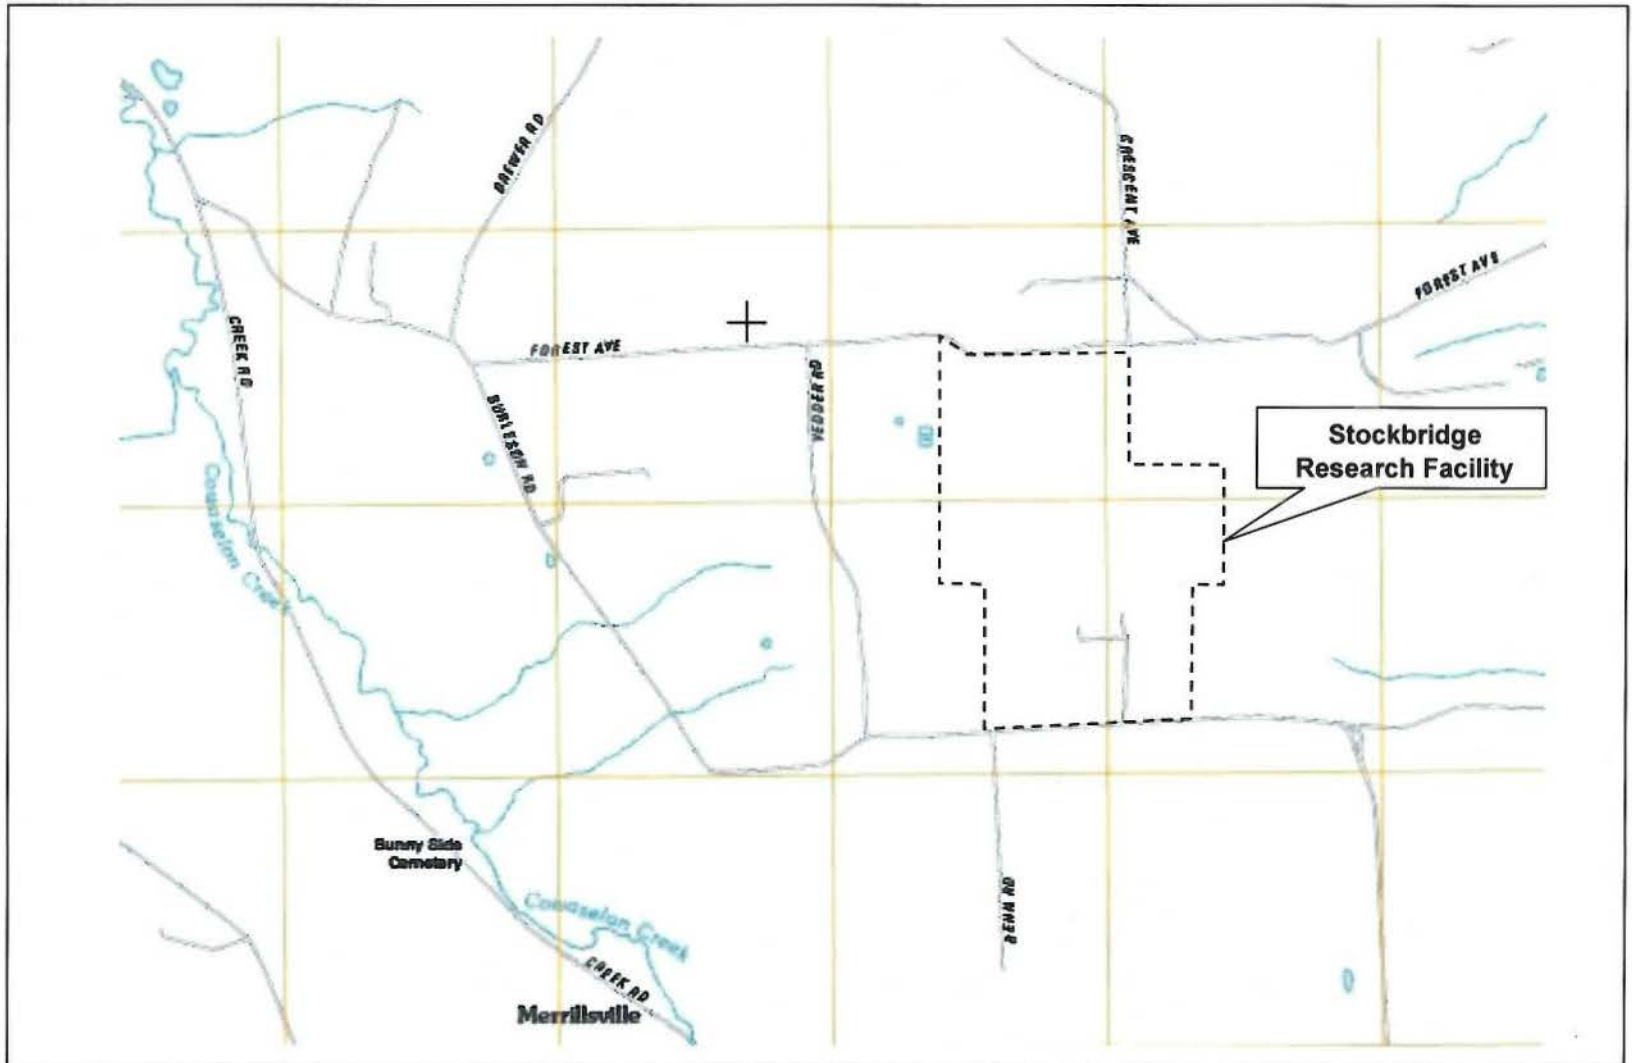 BREWER RD
CRESCENT AVE
FOREST AVE
CREEK RD
FOREST AVE
VEDDER RD
BURLESON RD
Stockbridge
Research Facility
Cowaselon Creek
Sunny Side
Cemetery
RENN RD
Cowaselon Creek
CREEK RD
Merrillsville